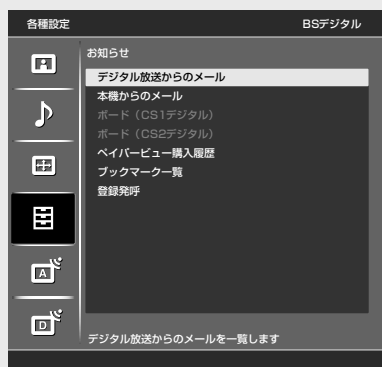 各種設定
BSデジタル
お知らせ
デジタル放送からのメール
本機からのメール
ボード（CS1デジタル）
ボード（CS2デジタル）
ペイパービュー購入履歴
ブックマーク一覧
登録発呼
A
D
デジタル放送からのメールを一覧します